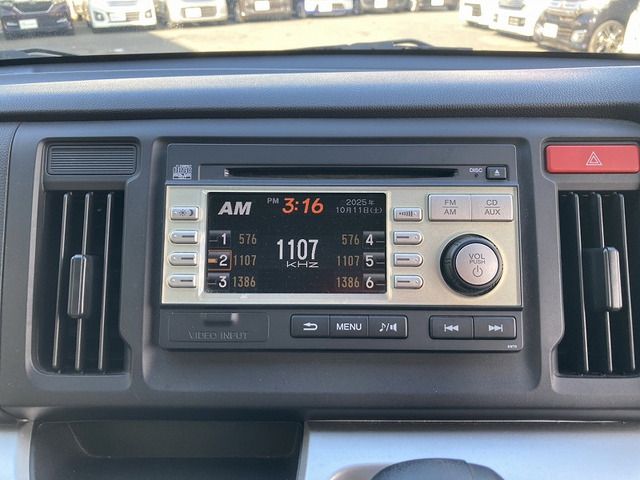 DISC
AM PM 3:16 2025年
10月11日(土)
FM
AM
CD
AUX
1 576 1107 KHz 576 4
2 1107 1107 5
3 1386 1386 6
VOL
PUSH
VIDEO INPUT
MENU